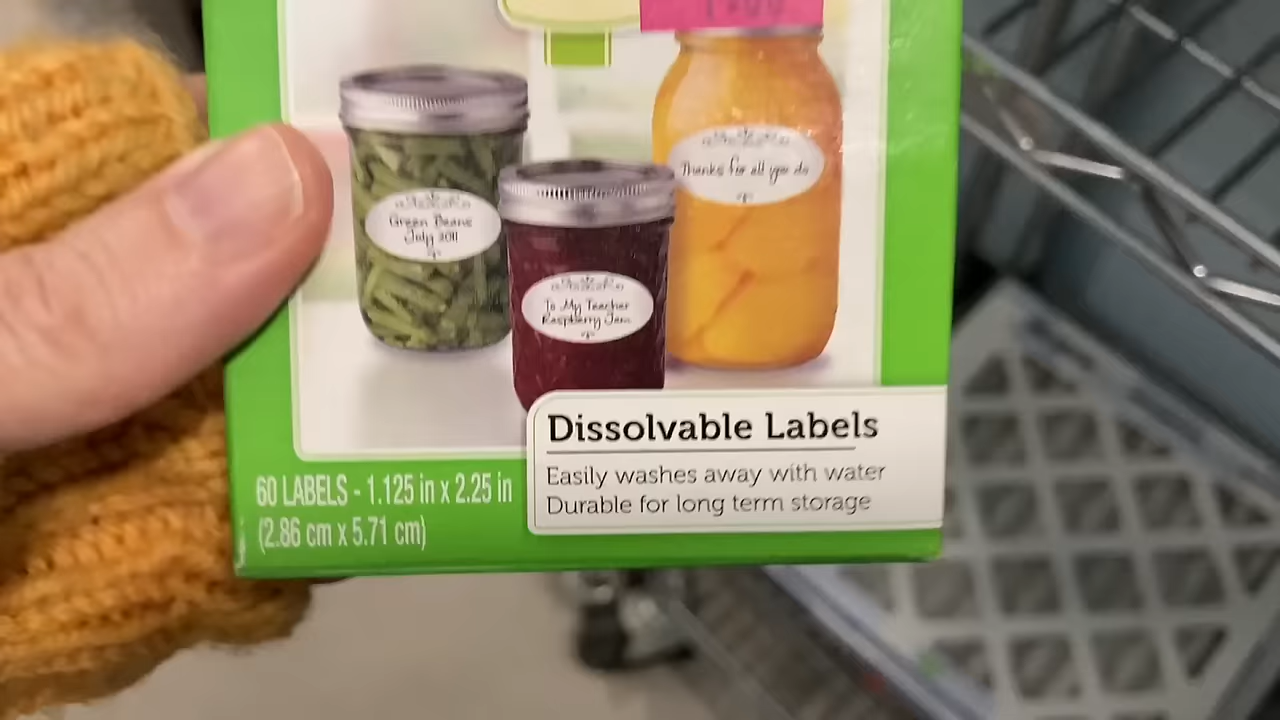 Thanks for all you do
Green Beans
July 2011
To My Teacher
Raspberry Jam
Dissolvable Labels
Easily washes away with water
Durable for long term storage
60 LABELS - 1.125 in x 2.25 in
(2.86 cm x 5.71 cm)